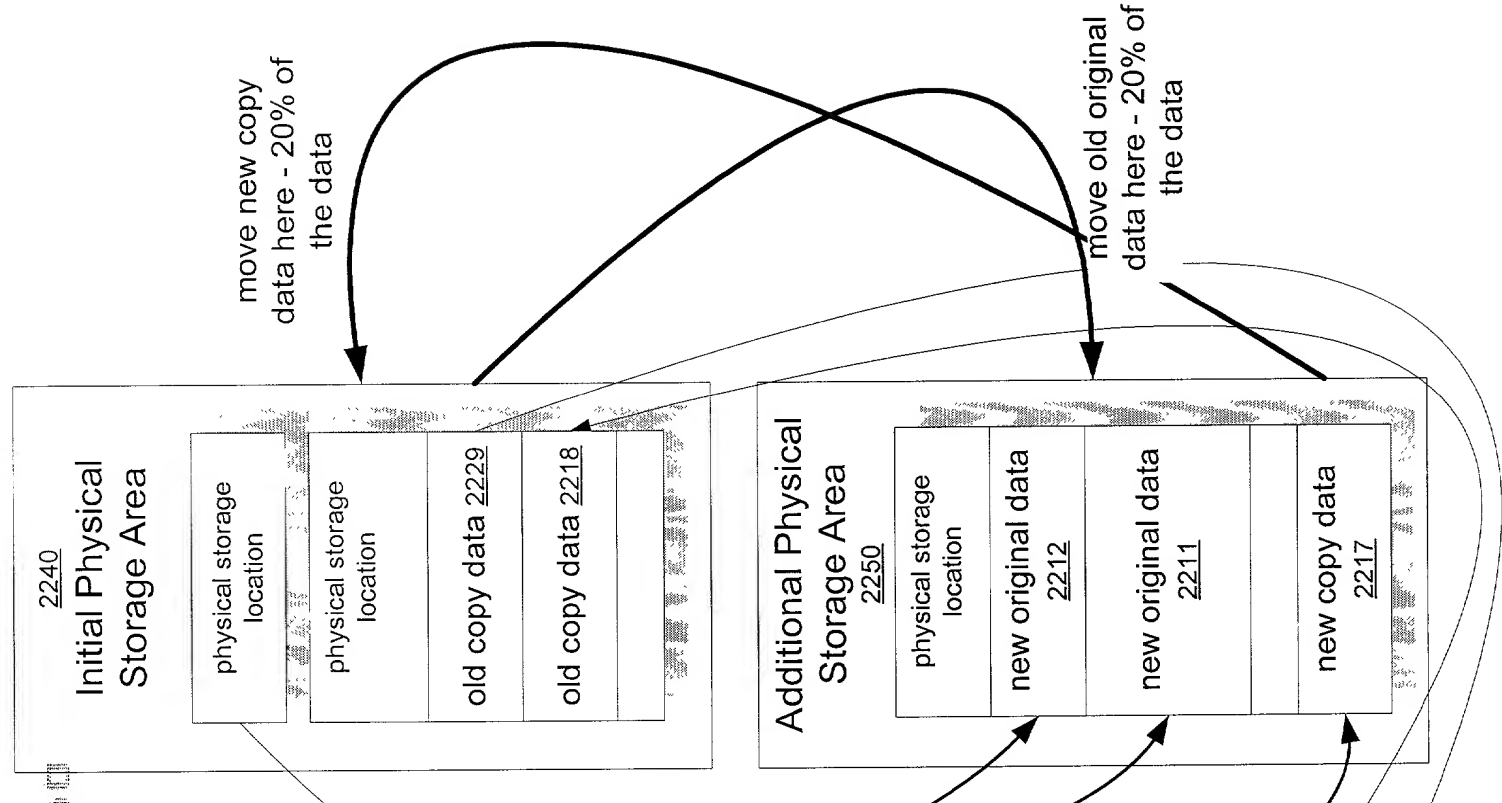 2240
Initial Physical
Storage Area
physical storage
location
physical storage
location
old copy data 2229
old copy data 2218
move new copy
data here - 20% of
the data
Additional Physical
Storage Area
2250
physical storage
location
new original data
2212
new original data
2211
new copy data
2217
move old original
data here - 20% of
the data